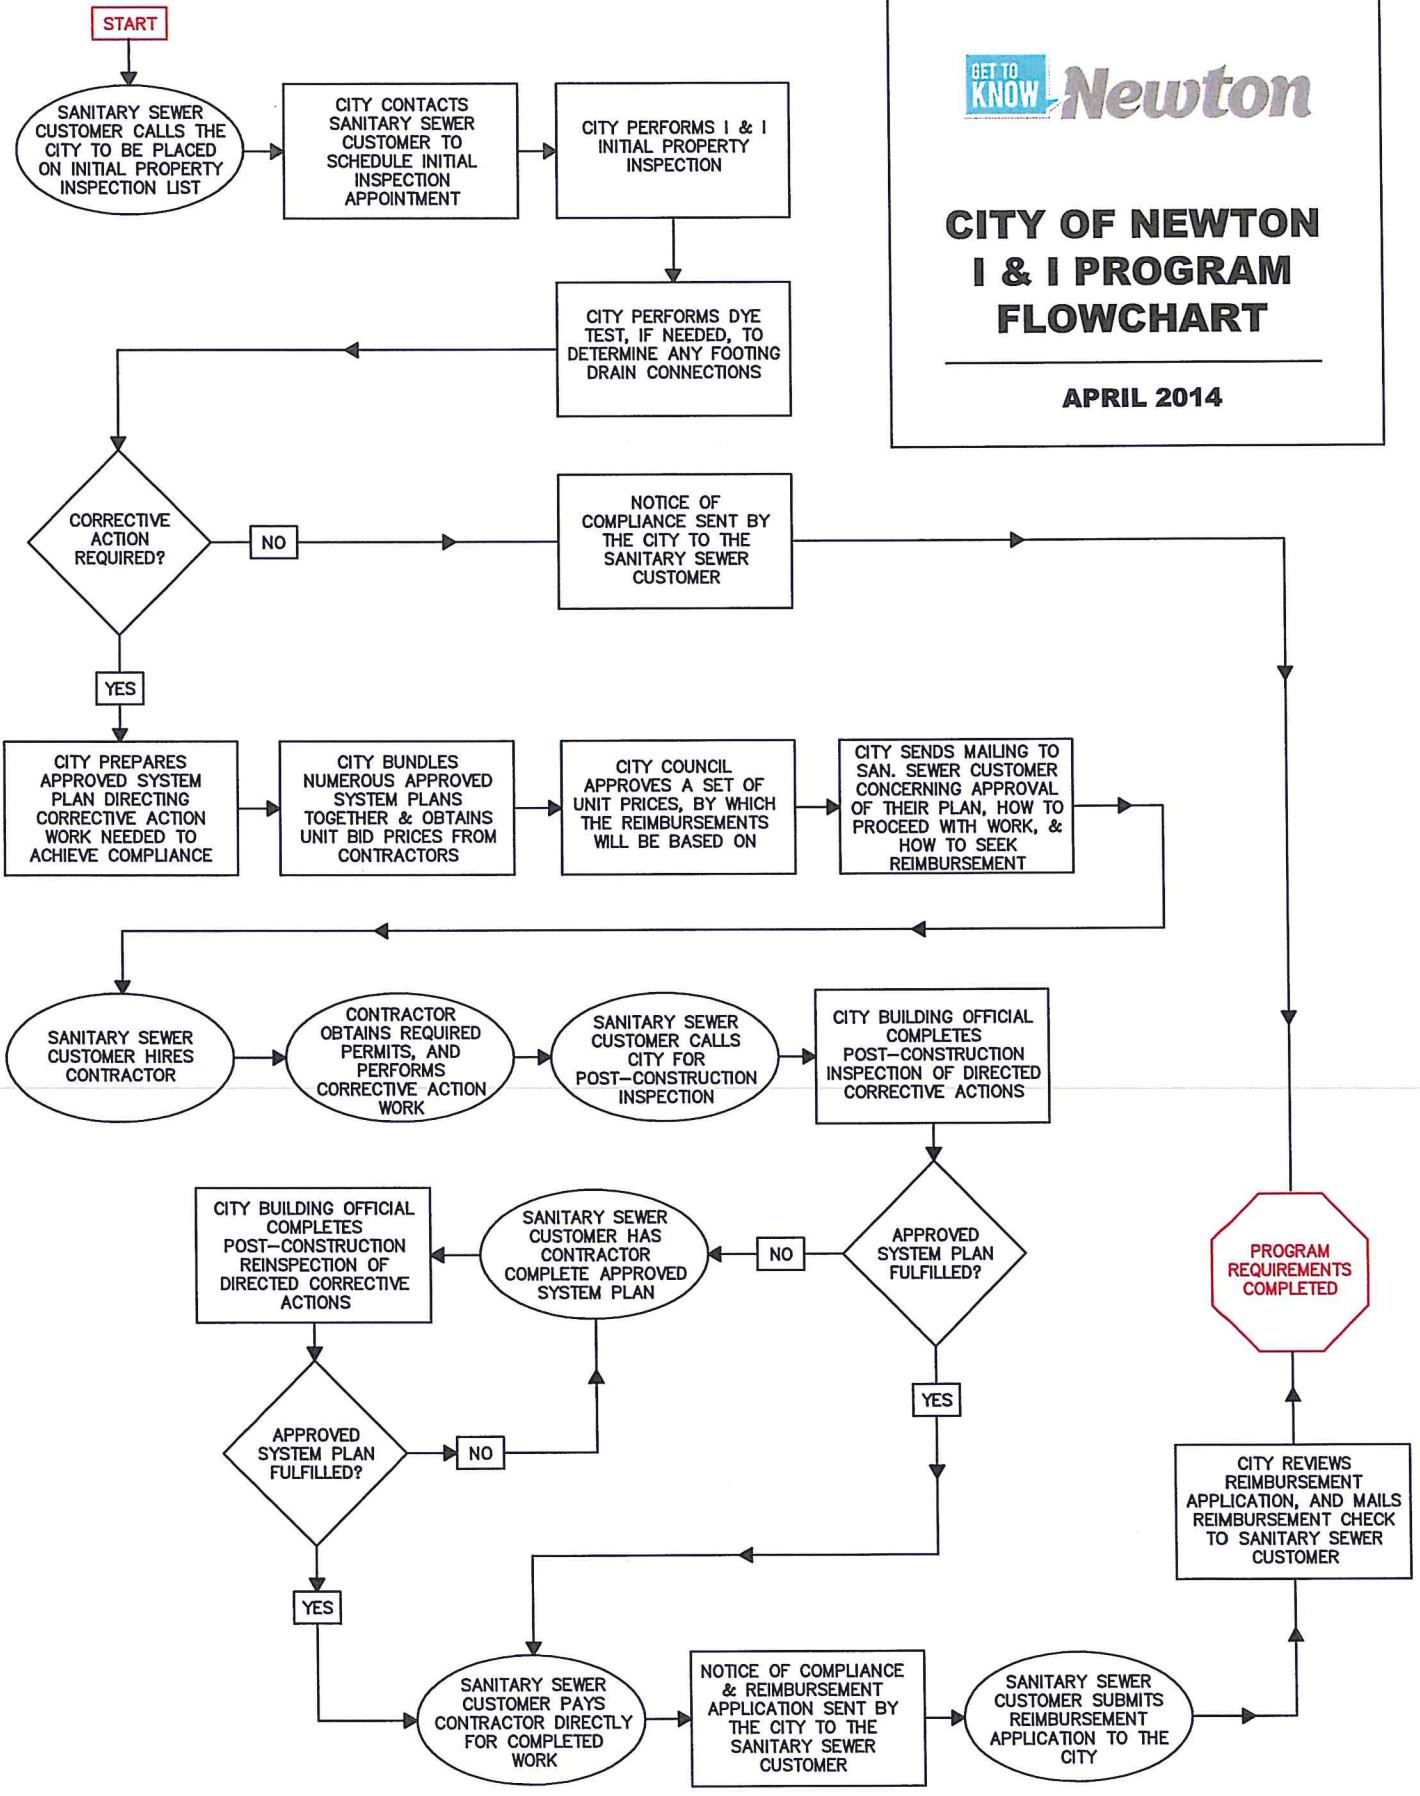 START
SANITARY SEWER
CUSTOMER CALLS THE
CITY TO BE PLACED
ON INITIAL PROPERTY
INSPECTION LIST
CITY CONTACTS
SANITARY SEWER
CUSTOMER TO
SCHEDULE INITIAL
INSPECTION
APPOINTMENT
CITY PERFORMS I & I
INITIAL PROPERTY
INSPECTION
GET TO
KNOW
Newton
CITY OF NEWTON
I & I PROGRAM
FLOWCHART
APRIL 2014
CITY PERFORMS DYE
TEST, IF NEEDED, TO
DETERMINE ANY FOOTING
DRAIN CONNECTIONS
CORRECTIVE
ACTION
REQUIRED?
NO
NOTICE OF
COMPLIANCE SENT BY
THE CITY TO THE
SANITARY SEWER
CUSTOMER
YES
CITY PREPARES
APPROVED SYSTEM
PLAN DIRECTING
CORRECTIVE ACTION
WORK NEEDED TO
ACHIEVE COMPLIANCE
CITY BUNDLES
NUMEROUS APPROVED
SYSTEM PLANS
TOGETHER & OBTAINS
UNIT BID PRICES FROM
CONTRACTORS
CITY COUNCIL
APPROVES A SET OF
UNIT PRICES, BY WHICH
THE REIMBURSEMENTS
WILL BE BASED ON
CITY SENDS MAILING TO
SAN. SEWER CUSTOMER
CONCERNING APPROVAL
OF THEIR PLAN, HOW TO
PROCEED WITH WORK, &
HOW TO SEEK
REIMBURSEMENT
SANITARY SEWER
CUSTOMER HIRES
CONTRACTOR
CONTRACTOR
OBTAINS REQUIRED
PERMITS, AND
PERFORMS
CORRECTIVE ACTION
WORK
SANITARY SEWER
CUSTOMER CALLS
CITY FOR
POST-CONSTRUCTION
INSPECTION
CITY BUILDING OFFICIAL
COMPLETES
POST-CONSTRUCTION
INSPECTION OF DIRECTED
CORRECTIVE ACTIONS
APPROVED
SYSTEM PLAN
FULFILLED?
NO
SANITARY SEWER
CUSTOMER HAS
CONTRACTOR
COMPLETE APPROVED
SYSTEM PLAN
CITY BUILDING OFFICIAL
COMPLETES
POST-CONSTRUCTION
REINSPECTION OF
DIRECTED CORRECTIVE
ACTIONS
PROGRAM
REQUIREMENTS
COMPLETED
YES
APPROVED
SYSTEM PLAN
FULFILLED?
NO
YES
CITY REVIEWS
REIMBURSEMENT
APPLICATION, AND MAILS
REIMBURSEMENT CHECK
TO SANITARY SEWER
CUSTOMER
SANITARY SEWER
CUSTOMER PAYS
CONTRACTOR DIRECTLY
FOR COMPLETED
WORK
NOTICE OF COMPLIANCE
& REIMBURSEMENT
APPLICATION SENT BY
THE CITY TO THE
SANITARY SEWER
CUSTOMER
SANITARY SEWER
CUSTOMER SUBMITS
REIMBURSEMENT
APPLICATION TO THE
CITY